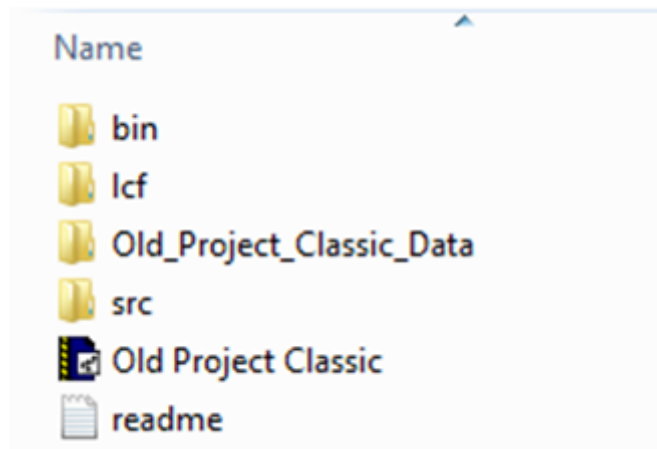 Name
bin
lcf
Old_Project_Classic_Data
src
Old Project Classic
readme